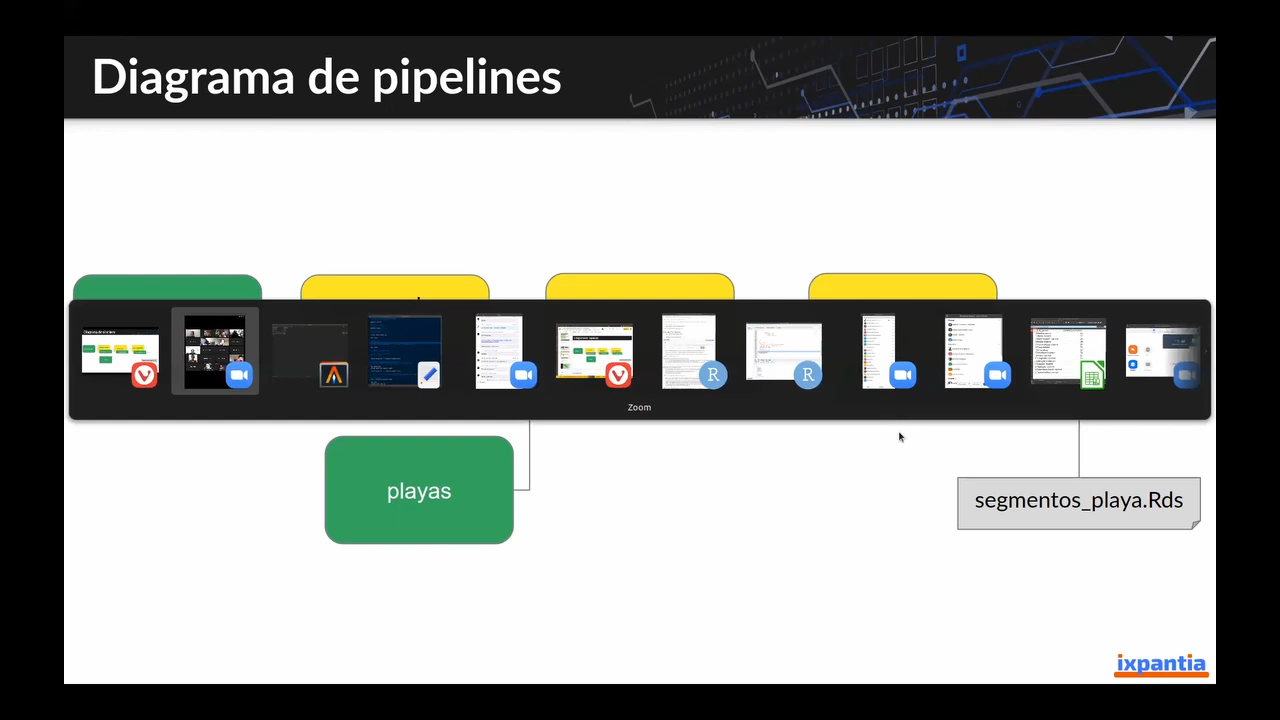 Diagrama de pipelines
R
R
Zoom
playas
segmentos_playa.Rds
ixpantia